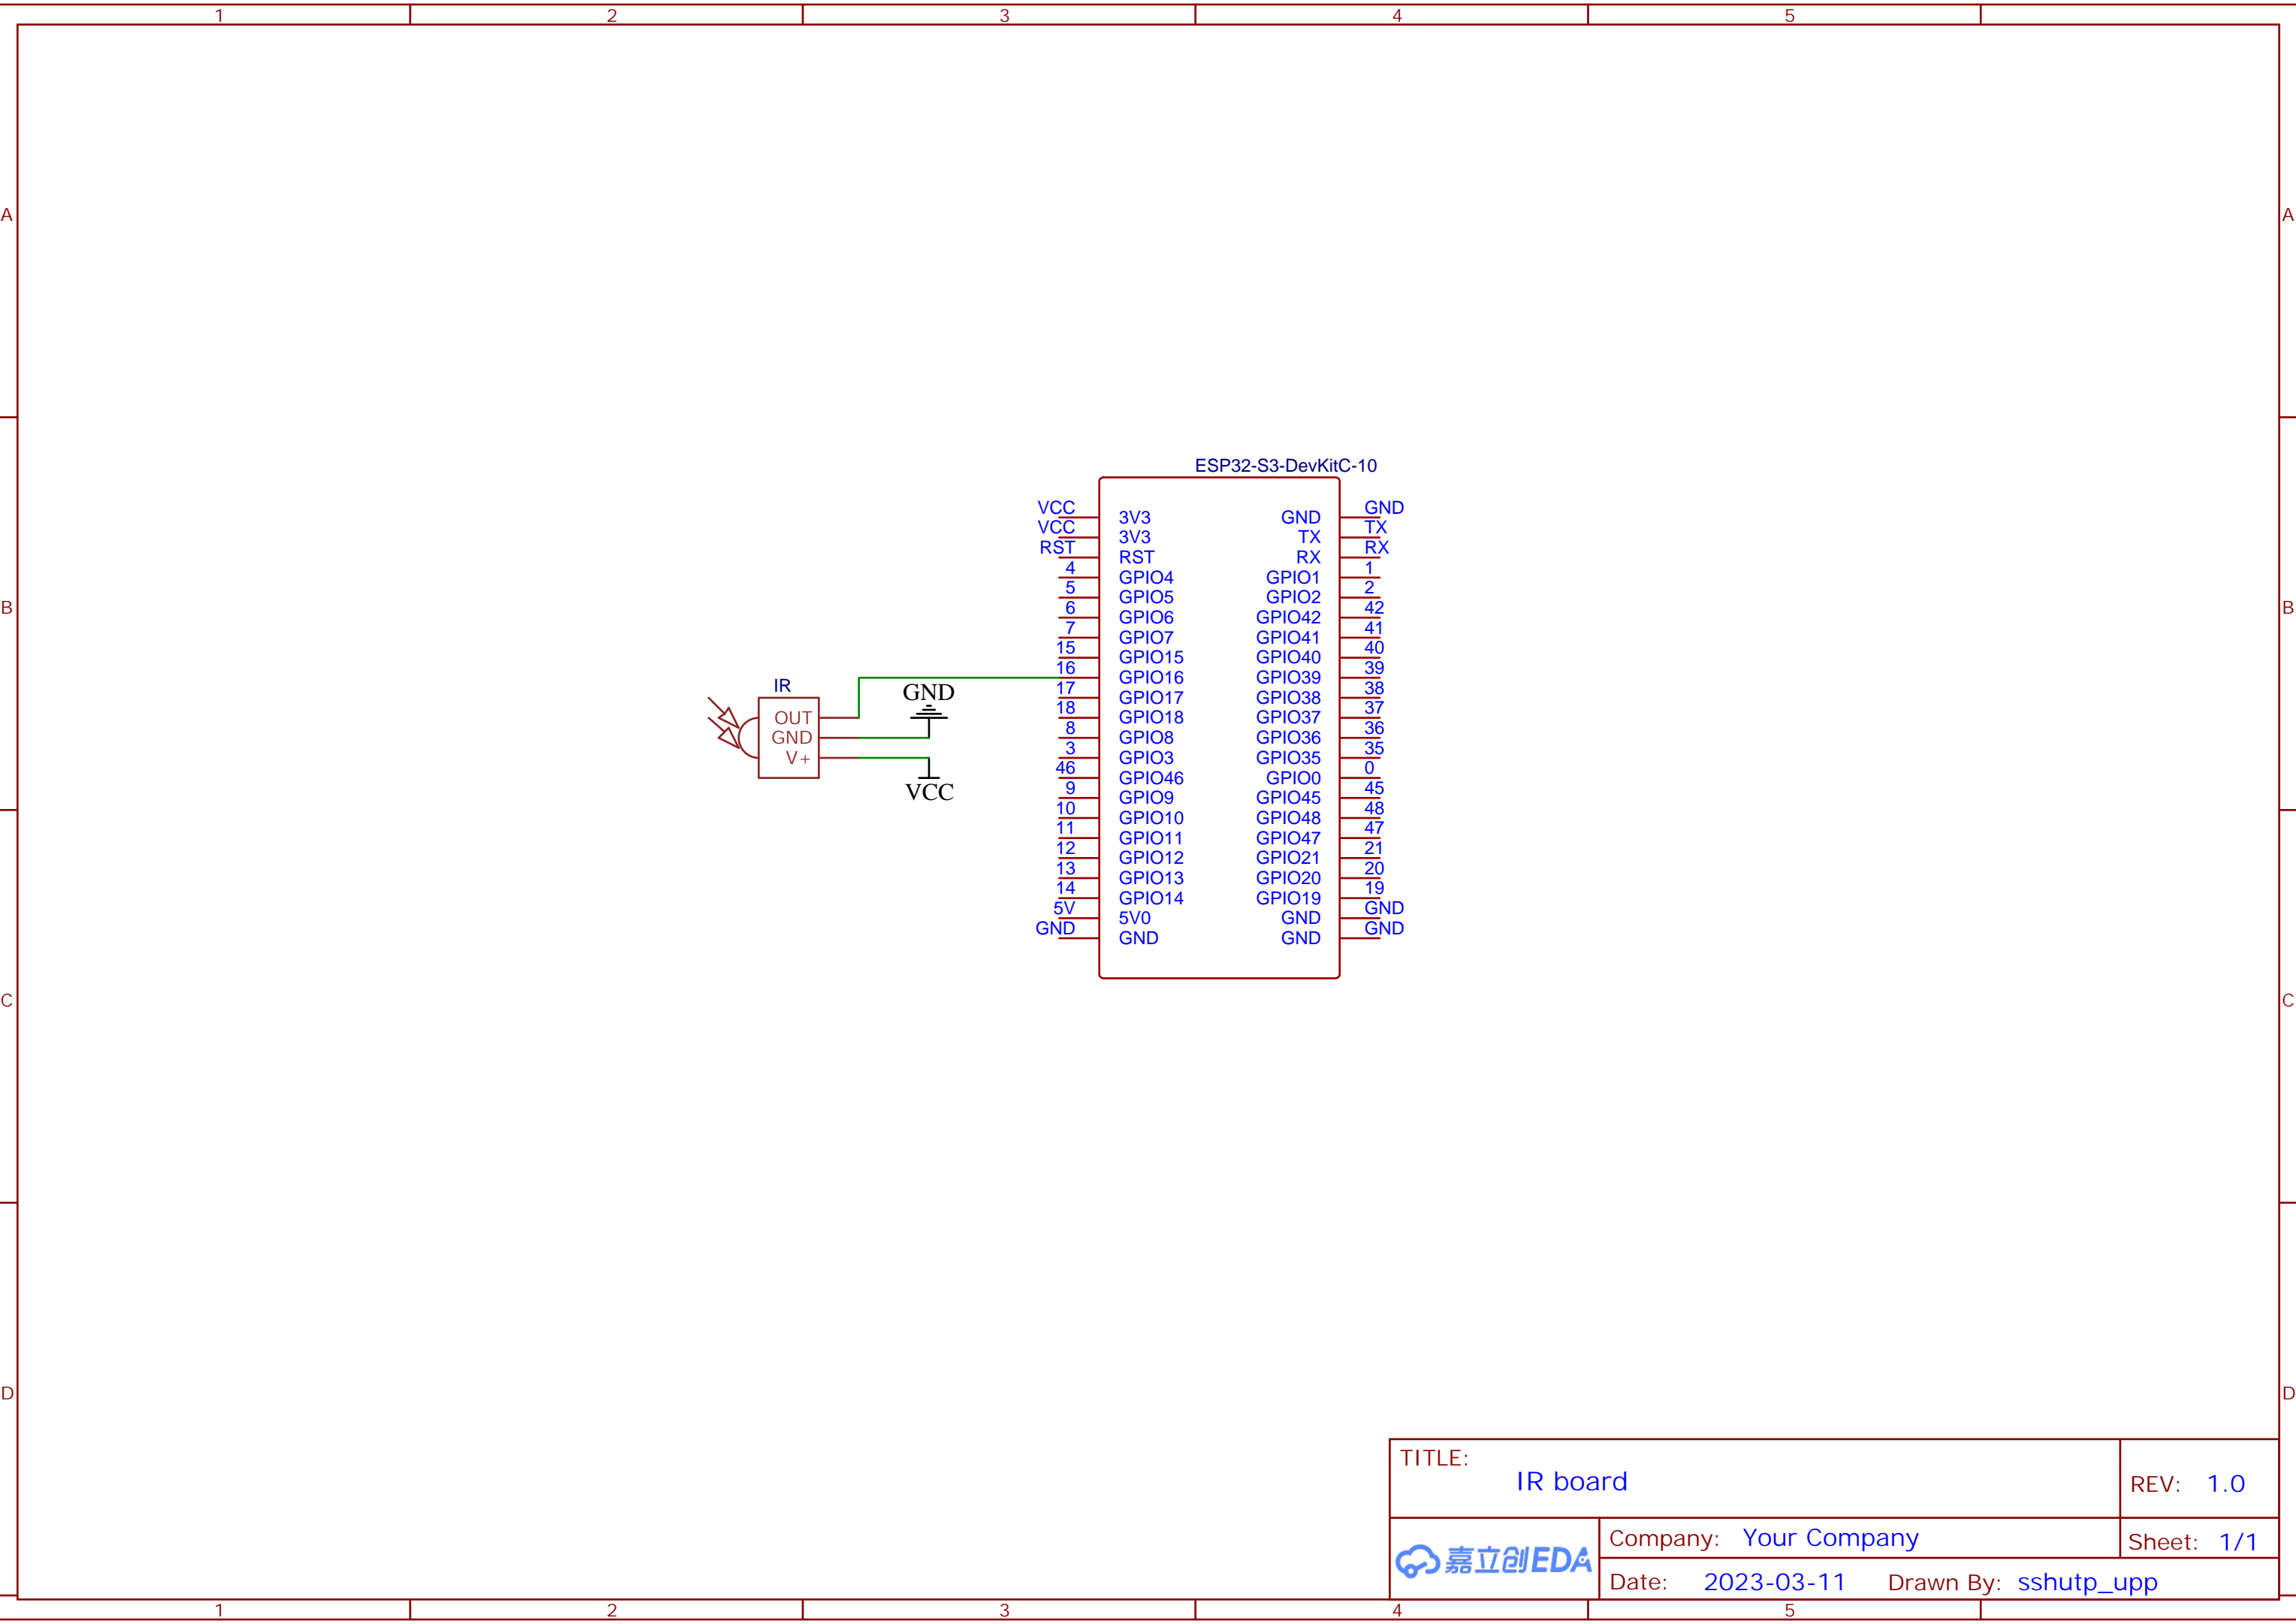 1 2 3 4 5
A A
ESP32-S3-DevKitC-10
VCC 3V3 GND GND
VCC 3V3 TX TX
RST RST RX RX
4 GPIO4 GPIO1 1
5 GPIO5 GPIO2 2
B 6 GPIO6 GPIO42 42 B
7 GPIO7 GPIO41 41
15 GPIO15 GPIO40 40
16 GPIO16 GPIO39 39
IR
GND
17 GPIO17 GPIO38 38
OUT 18 GPIO18 GPIO37 37
GND 8 GPIO8 GPIO36 36
V+ 3 GPIO3 GPIO35 35
46 GPIO46 GPIO0 0
VCC
9 GPIO9 GPIO45 45
10 GPIO10 GPIO48 48
11 GPIO11 GPIO47 47
12 GPIO12 GPIO21 21
13 GPIO13 GPIO20 20
14 GPIO14 GPIO19 19
5V 5V0 GND GND
GND GND GND GND
C C
D D
TITLE:
IR board
REV: 1.0
嘉立创EDA
Company: Your Company
Sheet: 1/1
Date: 2023-03-11 Drawn By: sshutp_upp
1 2 3 4 5